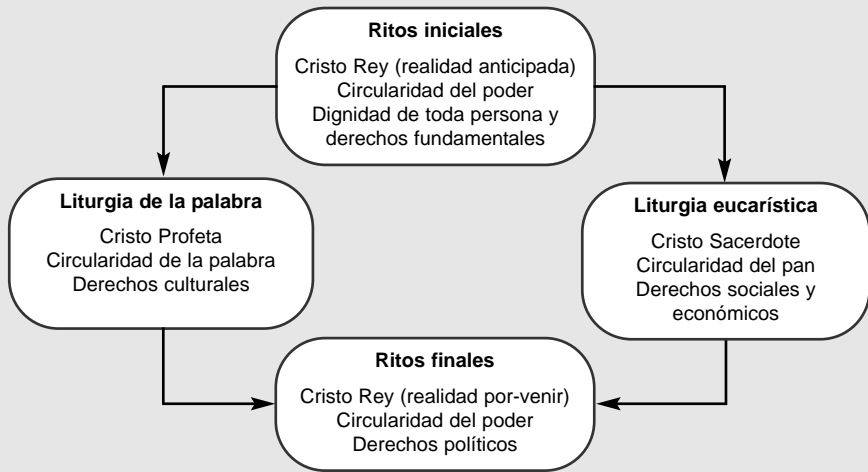 Ritos iniciales
Cristo Rey (realidad anticipada)
Circularidad del poder
Dignidad de toda persona y
derechos fundamentales
Liturgia de la palabra
Cristo Profeta
Circularidad de la palabra
Derechos culturales
Liturgia eucarística
Cristo Sacerdote
Circularidad del pan
Derechos sociales y
económicos
Ritos finales
Cristo Rey (realidad por-venir)
Circularidad del poder
Derechos políticos